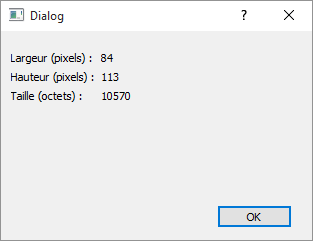 Dialog
Largeur (pixels) : 84
Hauteur (pixels) : 113
Taille (octets) : 10570
OK